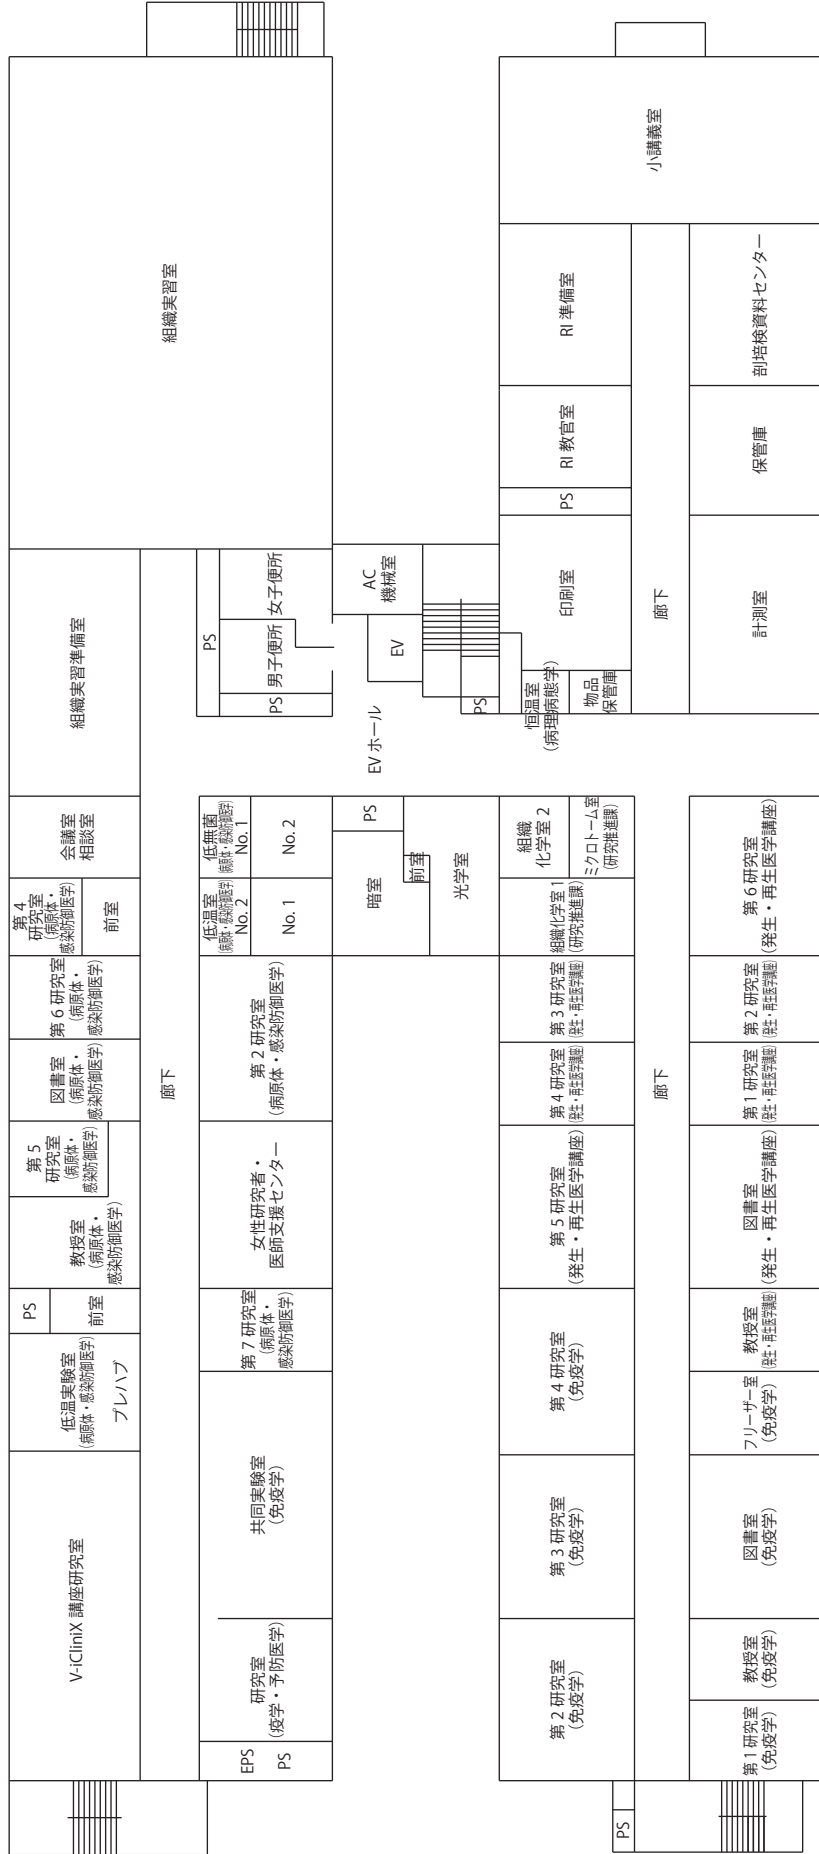 組織実習室
小講義室
RI 準備室
剖培検資料センター
RI 教官室
保管庫
PS
印刷室
廊下
計測室
組織実習準備室
PS
女子便所
男子便所
PS
AC
機械室
EV
EV ホール
PS
恒温室
(病理病態学)
物品
保管庫
会議室
相談室
低無菌
(病原体・感染防御医学)
No. 1
No. 2
PS
暗室
前室
光学室
組織
化学室 2
ミクロトーム室
(研究推進課)
第 6 研究室
(発生・再生医学講座)
第 4
研究室
(病原体・
感染防御医学)
前室
低温室
(病原体・感染防御医学)
No. 2
No. 1
組織化学室 1
(研究推進課)
第 6 研究室
(病原体・
感染防御医学)
第 2 研究室
(病原体・感染防御医学)
第 3 研究室
(発生・再生医学講座)
第 2 研究室
(発生・再生医学講座)
図書室
(病原体・
感染防御医学)
廊下
第 4 研究室
(発生・再生医学講座)
廊下
第 1 研究室
(発生・再生医学講座)
第 5
研究室
(病原体・
感染防御医学)
教授室
(病原体・
感染防御医学)
女性研究者・
医師支援センター
第 5 研究室
(発生・再生医学講座)
図書室
(発生・再生医学講座)
PS
前室
第 7 研究室
(病原体・
感染防御医学)
第 4 研究室
(免疫学)
教授室
(発生・再生医学講座)
低温実験室
(病原体・感染防御医学)
プレハブ
フリーザー室
(免疫学)
共同実験室
(免疫学)
第 3 研究室
(免疫学)
図書室
(免疫学)
V-iCliniX 講座研究室
研究室
(疫学・予防医学)
第 2 研究室
(免疫学)
教授室
(免疫学)
EPS
PS
第 1 研究室
(免疫学)
PS